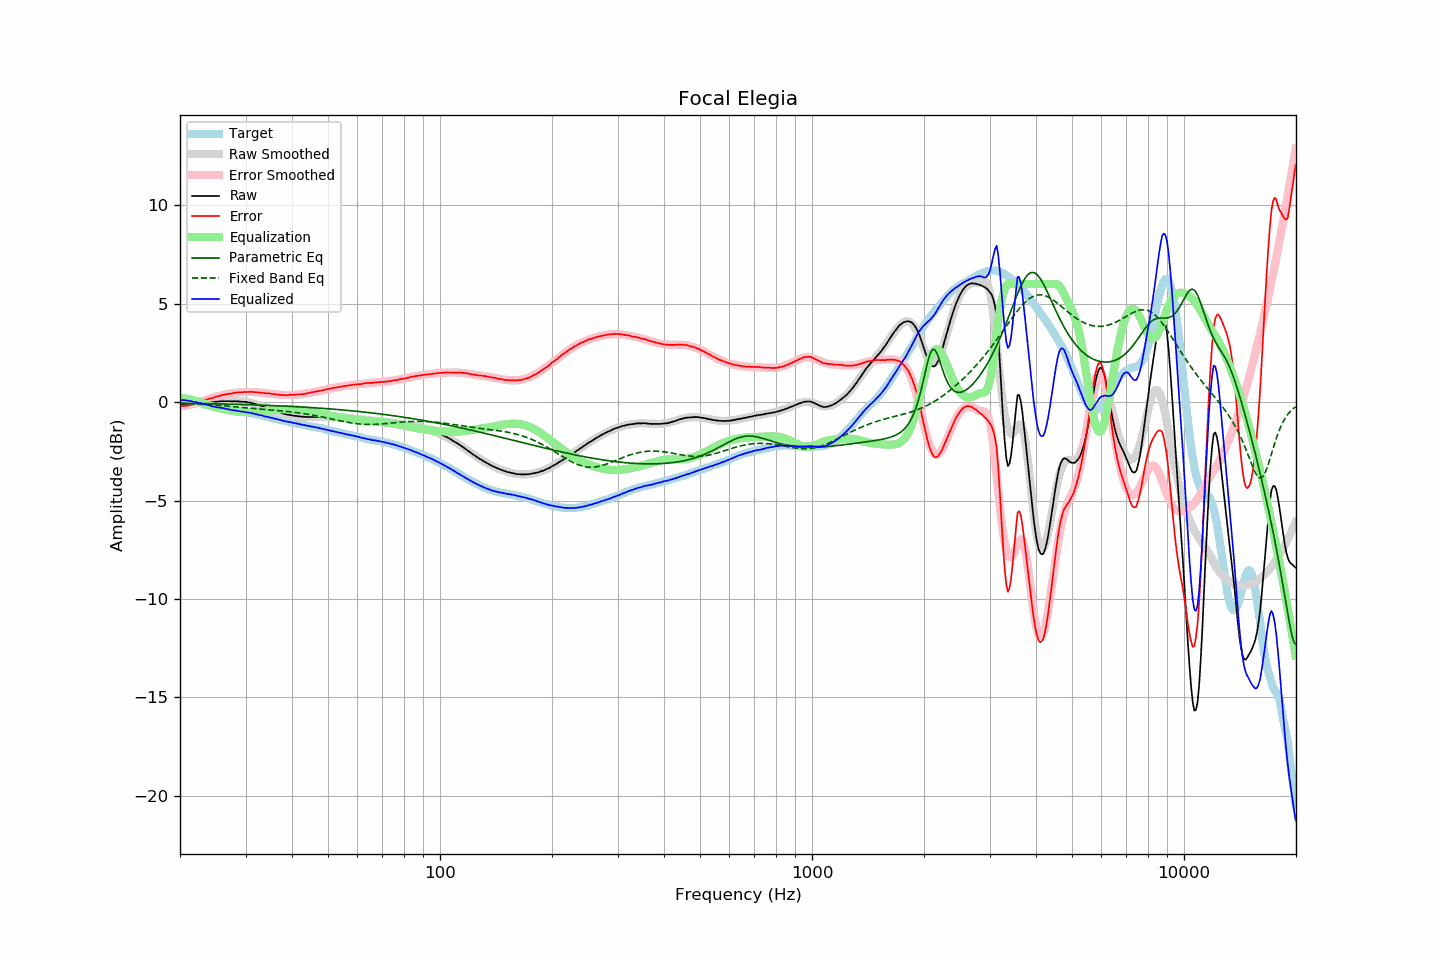 Focal Elegia
Target
Raw Smoothed
Error Smoothed
Raw
Error
Equalization
Parametric Eq
Fixed Band Eq
Equalized
10
5
0
−5
−10
−15
−20
Amplitude (dBr)
100
1000
10000
Frequency (Hz)